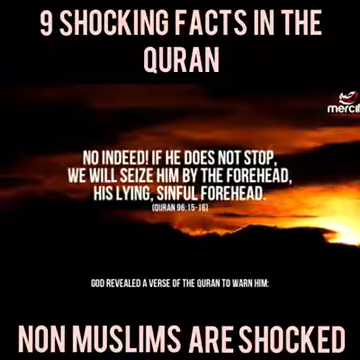 9 SHOCKING FACTS IN THE
QURAN
NO INDEED! IF HE DOES NOT STOP,
WE WILL SEIZE HIM BY THE FOREHEAD,
HIS LYING, SINFUL FOREHEAD.
(QURAN 96:15-16)
GOD REVEALED A VERSE OF THE QURAN TO WARN HIM:
NON MUSLIMS ARE SHOCKED